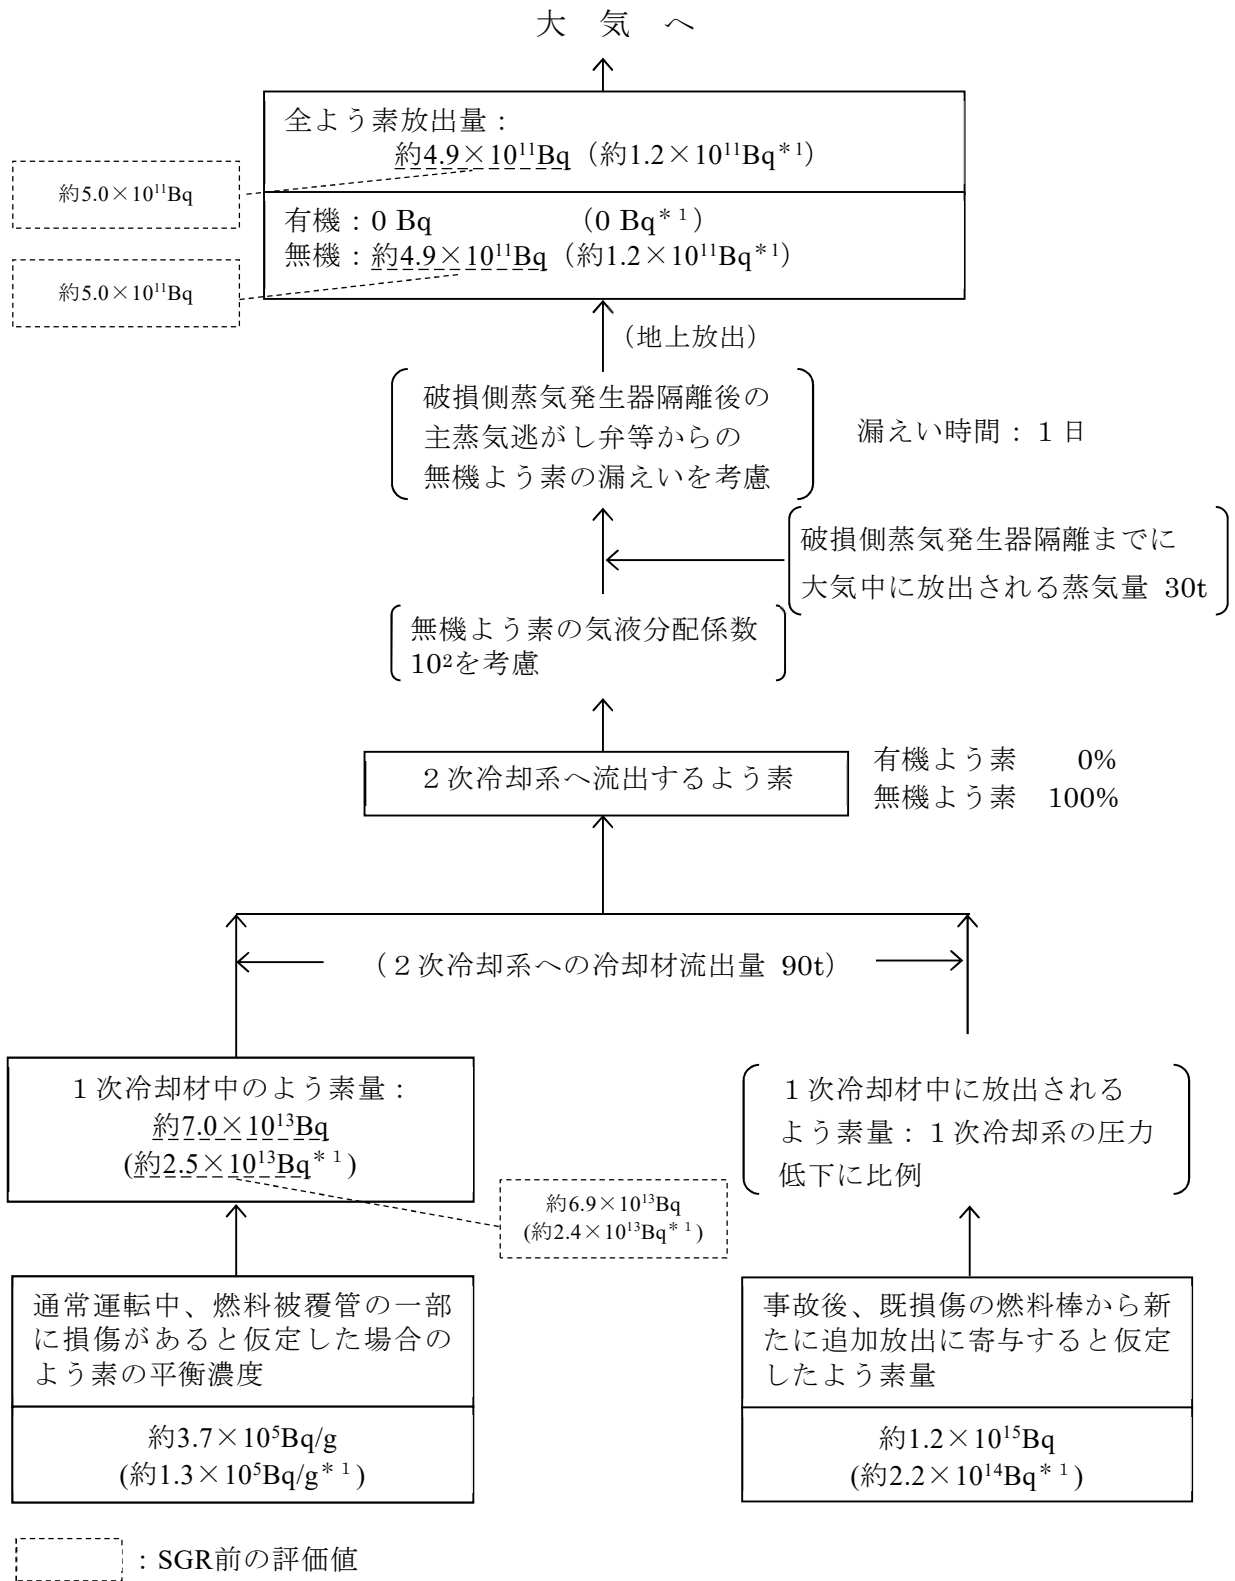 大 気 へ
全よう素放出量：
約4.9×10¹¹Bq（約1.2×10¹¹Bq*¹）
約5.0×10¹¹Bq
有機：0 Bq （0 Bq*¹）
無機：約4.9×10¹¹Bq（約1.2×10¹¹Bq*¹）
約5.0×10¹¹Bq
（地上放出）
破損側蒸気発生器隔離後の
主蒸気逃がし弁等からの
無機よう素の漏えいを考慮
漏えい時間：１日
破損側蒸気発生器隔離までに
大気中に放出される蒸気量 30t
無機よう素の気液分配係数
10²を考慮
２次冷却系へ流出するよう素
有機よう素 0%
無機よう素 100%
（２次冷却系への冷却材流出量 90t）
１次冷却材中のよう素量：
約7.0×10¹³Bq
(約2.5×10¹³Bq*¹)
約6.9×10¹³Bq
(約2.4×10¹³Bq*¹)
１次冷却材中に放出される
よう素量：１次冷却系の圧力
低下に比例
通常運転中、燃料被覆管の一部
に損傷があると仮定した場合の
よう素の平衡濃度
約3.7×10⁵Bq/g
(約1.3×10⁵Bq/g*¹)
事故後、既損傷の燃料棒から新
たに追加放出に寄与すると仮定
したよう素量
約1.2×10¹⁵Bq
(約2.2×10¹⁴Bq*¹)
：SGR前の評価値